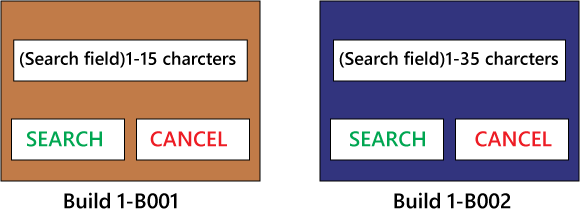 (Search field)1-15 charcters
SEARCH CANCEL
Build 1-B001
(Search field)1-35 charcters
SEARCH CANCEL
Build 1-B002